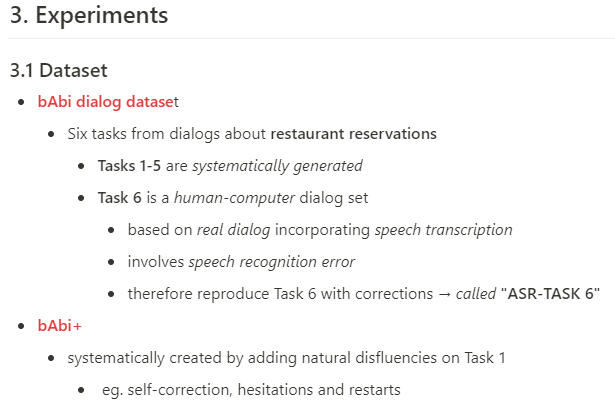 3. Experiments
3.1 Dataset
• bAbi dialog dataset
• Six tasks from dialogs about restaurant reservations
• Tasks 1-5 are systematically generated
• Task 6 is a human-computer dialog set
• based on real dialog incorporating speech transcription
• involves speech recognition error
• therefore reproduce Task 6 with corrections → called "ASR-TASK 6"
• bAbi+
• systematically created by adding natural disfluencies on Task 1
• eg. self-correction, hesitations and restarts